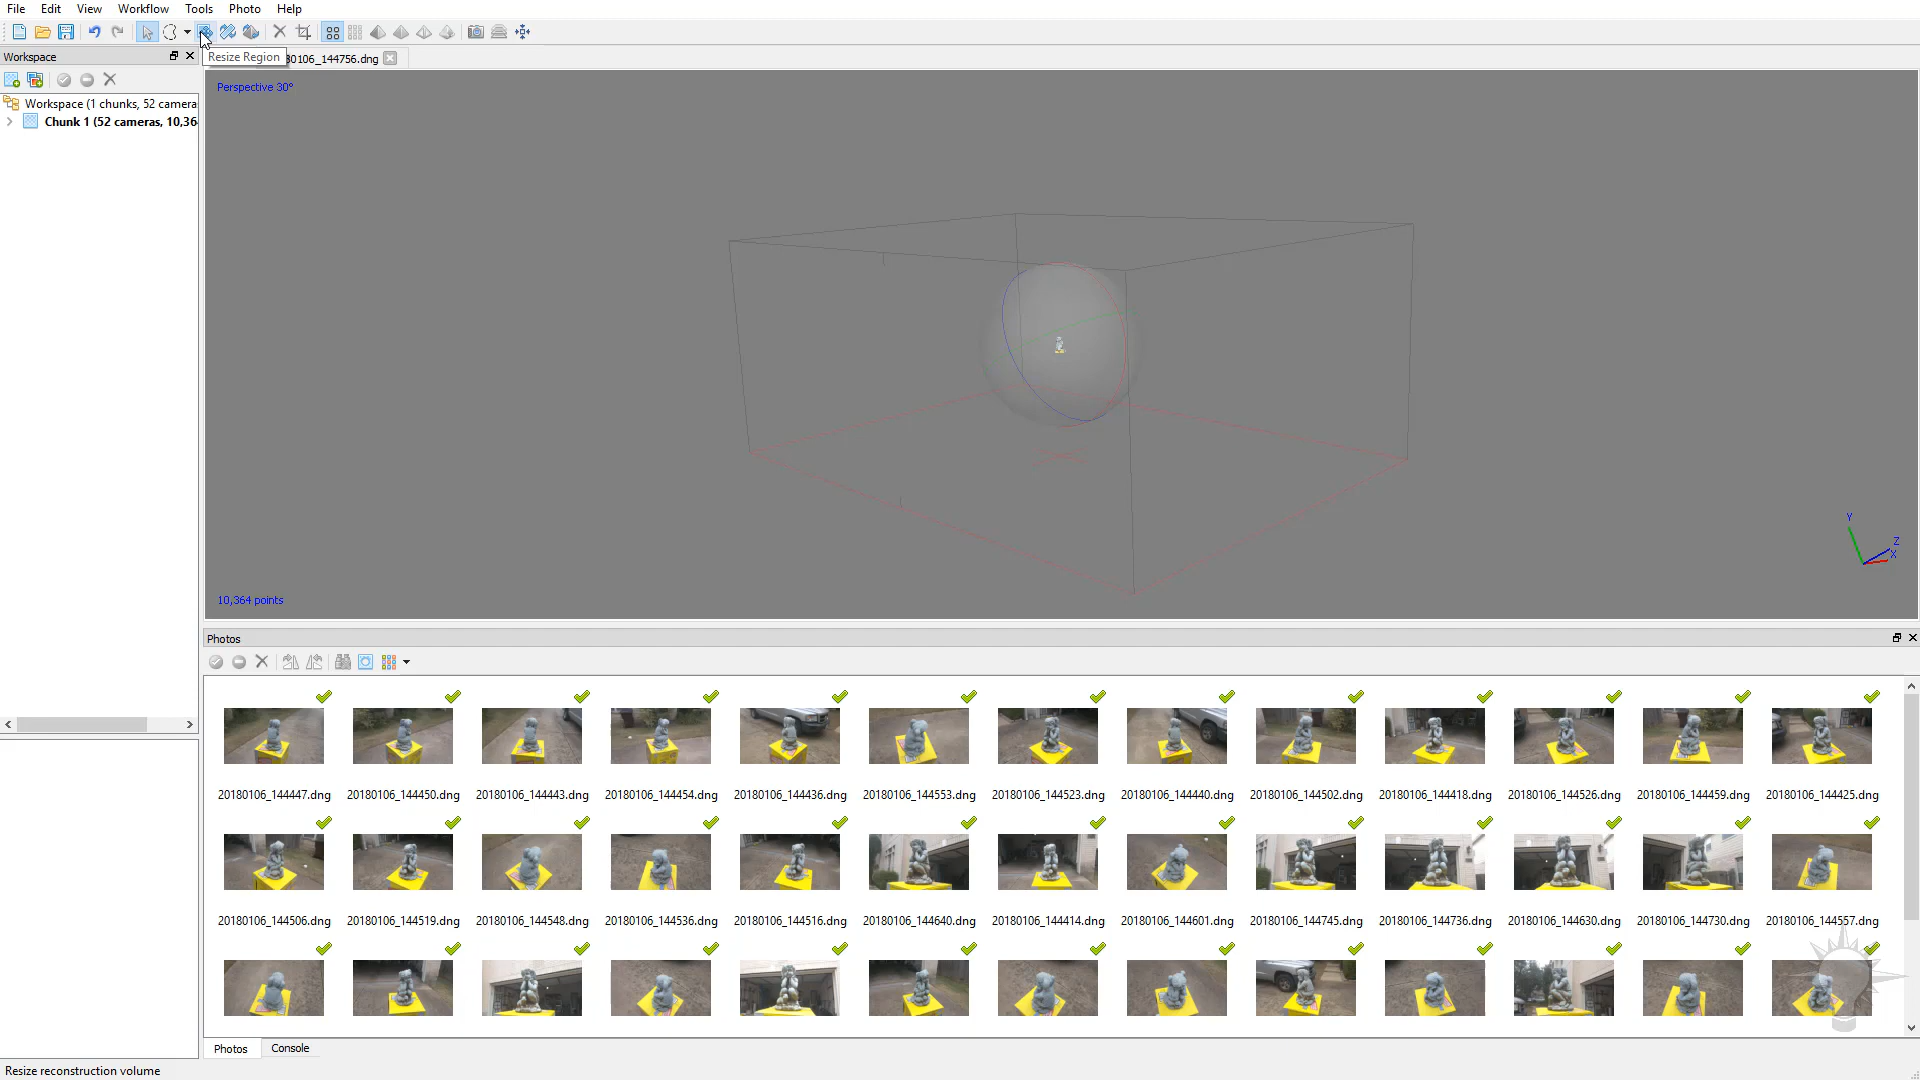 File Edit View Workflow Tools Photo Help
Workspace
Resize Region
80106_144756.dng
Workspace (1 chunks, 52 camera
Chunk 1 (52 cameras, 10,36
Perspective 30°
Y
Z
X
10,364 points
Photos
20180106_144447.dng 20180106_144450.dng 20180106_144443.dng 20180106_144454.dng 20180106_144436.dng 20180106_144553.dng 20180106_144523.dng 20180106_144440.dng 20180106_144502.dng 20180106_144418.dng 20180106_144526.dng 20180106_144459.dng 20180106_144425.dng
20180106_144506.dng 20180106_144519.dng 20180106_144548.dng 20180106_144536.dng 20180106_144516.dng 20180106_144640.dng 20180106_144414.dng 20180106_144601.dng 20180106_144745.dng 20180106_144736.dng 20180106_144630.dng 20180106_144730.dng 20180106_144557.dng
Photos Console
Resize reconstruction volume